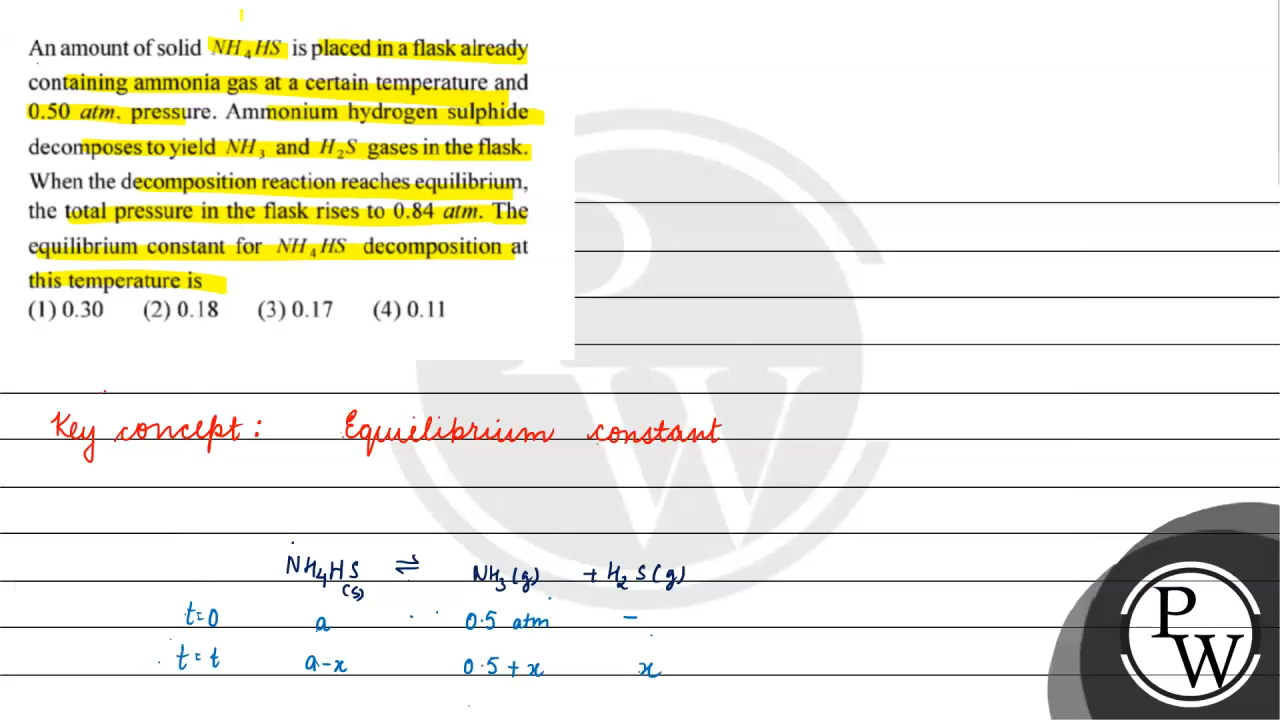 An amount of solid NH₄HS is placed in a flask already
containing ammonia gas at a certain temperature and
0.50 atm. pressure. Ammonium hydrogen sulphide
decomposes to yield NH₃ and H₂S gases in the flask.
When the decomposition reaction reaches equilibrium,
the total pressure in the flask rises to 0.84 atm. The
equilibrium constant for NH₄HS decomposition at
this temperature is
(1) 0.30 (2) 0.18 (3) 0.17 (4) 0.11
Key concept: Equilibrium constant
NH₄HS (s) ⇌ NH₃(g) + H₂S(g)
t=0 a 0.5 atm -
t=t a-x 0.5+x x
P
W
PW